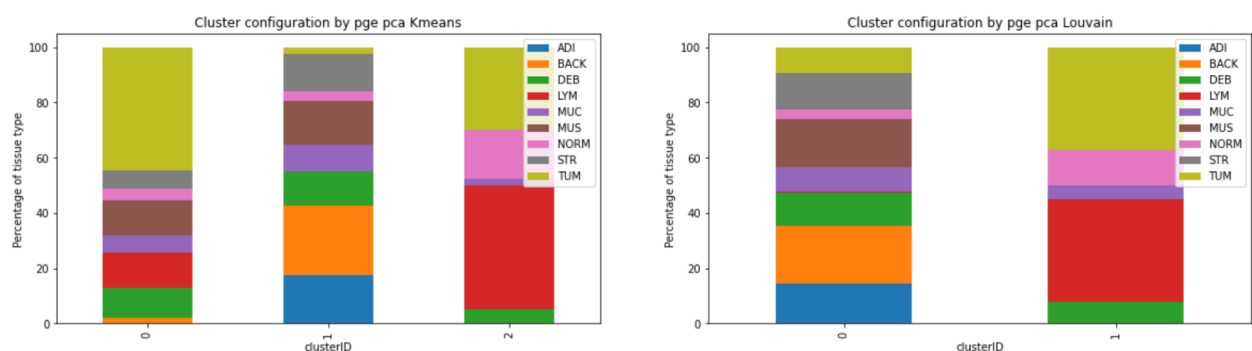 Cluster configuration by pge pca Kmeans
Percentage of tissue type
100
80
60
40
20
0
ADI
BACK
DEB
LYM
MUC
MUS
NORM
STR
TUM
0
1
2
clusterID
Cluster configuration by pge pca Louvain
Percentage of tissue type
100
80
60
40
20
0
ADI
BACK
DEB
LYM
MUC
MUS
NORM
STR
TUM
0
1
clusterID